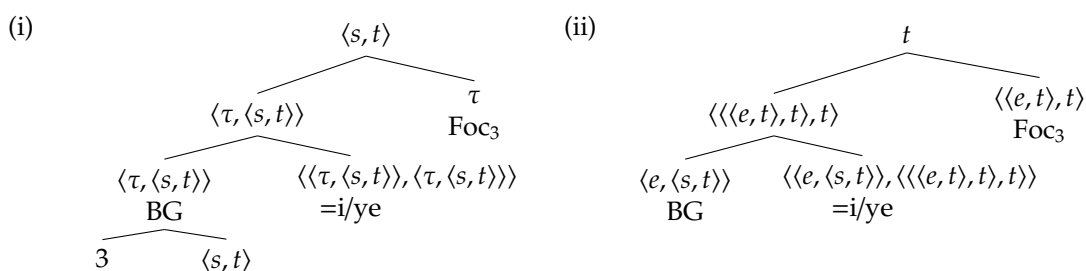 (i) ⟨s, t⟩
⟨τ, ⟨s, t⟩⟩ τ
Foc₃
⟨τ, ⟨s, t⟩⟩ ⟨⟨τ, ⟨s, t⟩⟩, ⟨τ, ⟨s, t⟩⟩⟩
BG =i/ye
3 ⟨s, t⟩
(ii) t
⟨⟨⟨e, t⟩, t⟩, t⟩ ⟨⟨e, t⟩, t⟩
Foc₃
⟨e, ⟨s, t⟩⟩ ⟨⟨e, ⟨s, t⟩⟩, ⟨⟨⟨e, t⟩, t⟩, t⟩⟩
BG =i/ye